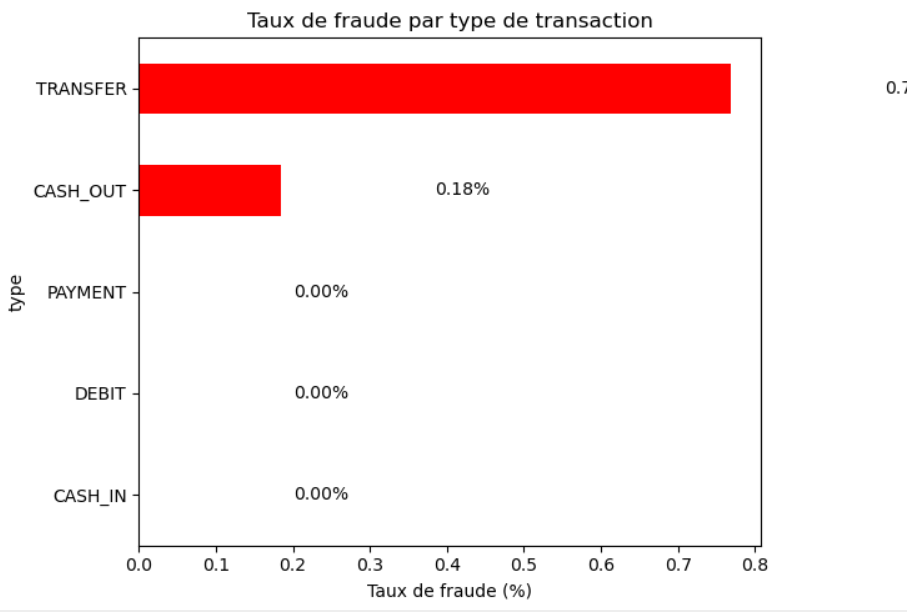 Taux de fraude par type de transaction
TRANSFER
0.7
CASH_OUT
0.18%
PAYMENT
0.00%
DEBIT
0.00%
CASH_IN
0.00%
type
0.0 0.1 0.2 0.3 0.4 0.5 0.6 0.7 0.8
Taux de fraude (%)